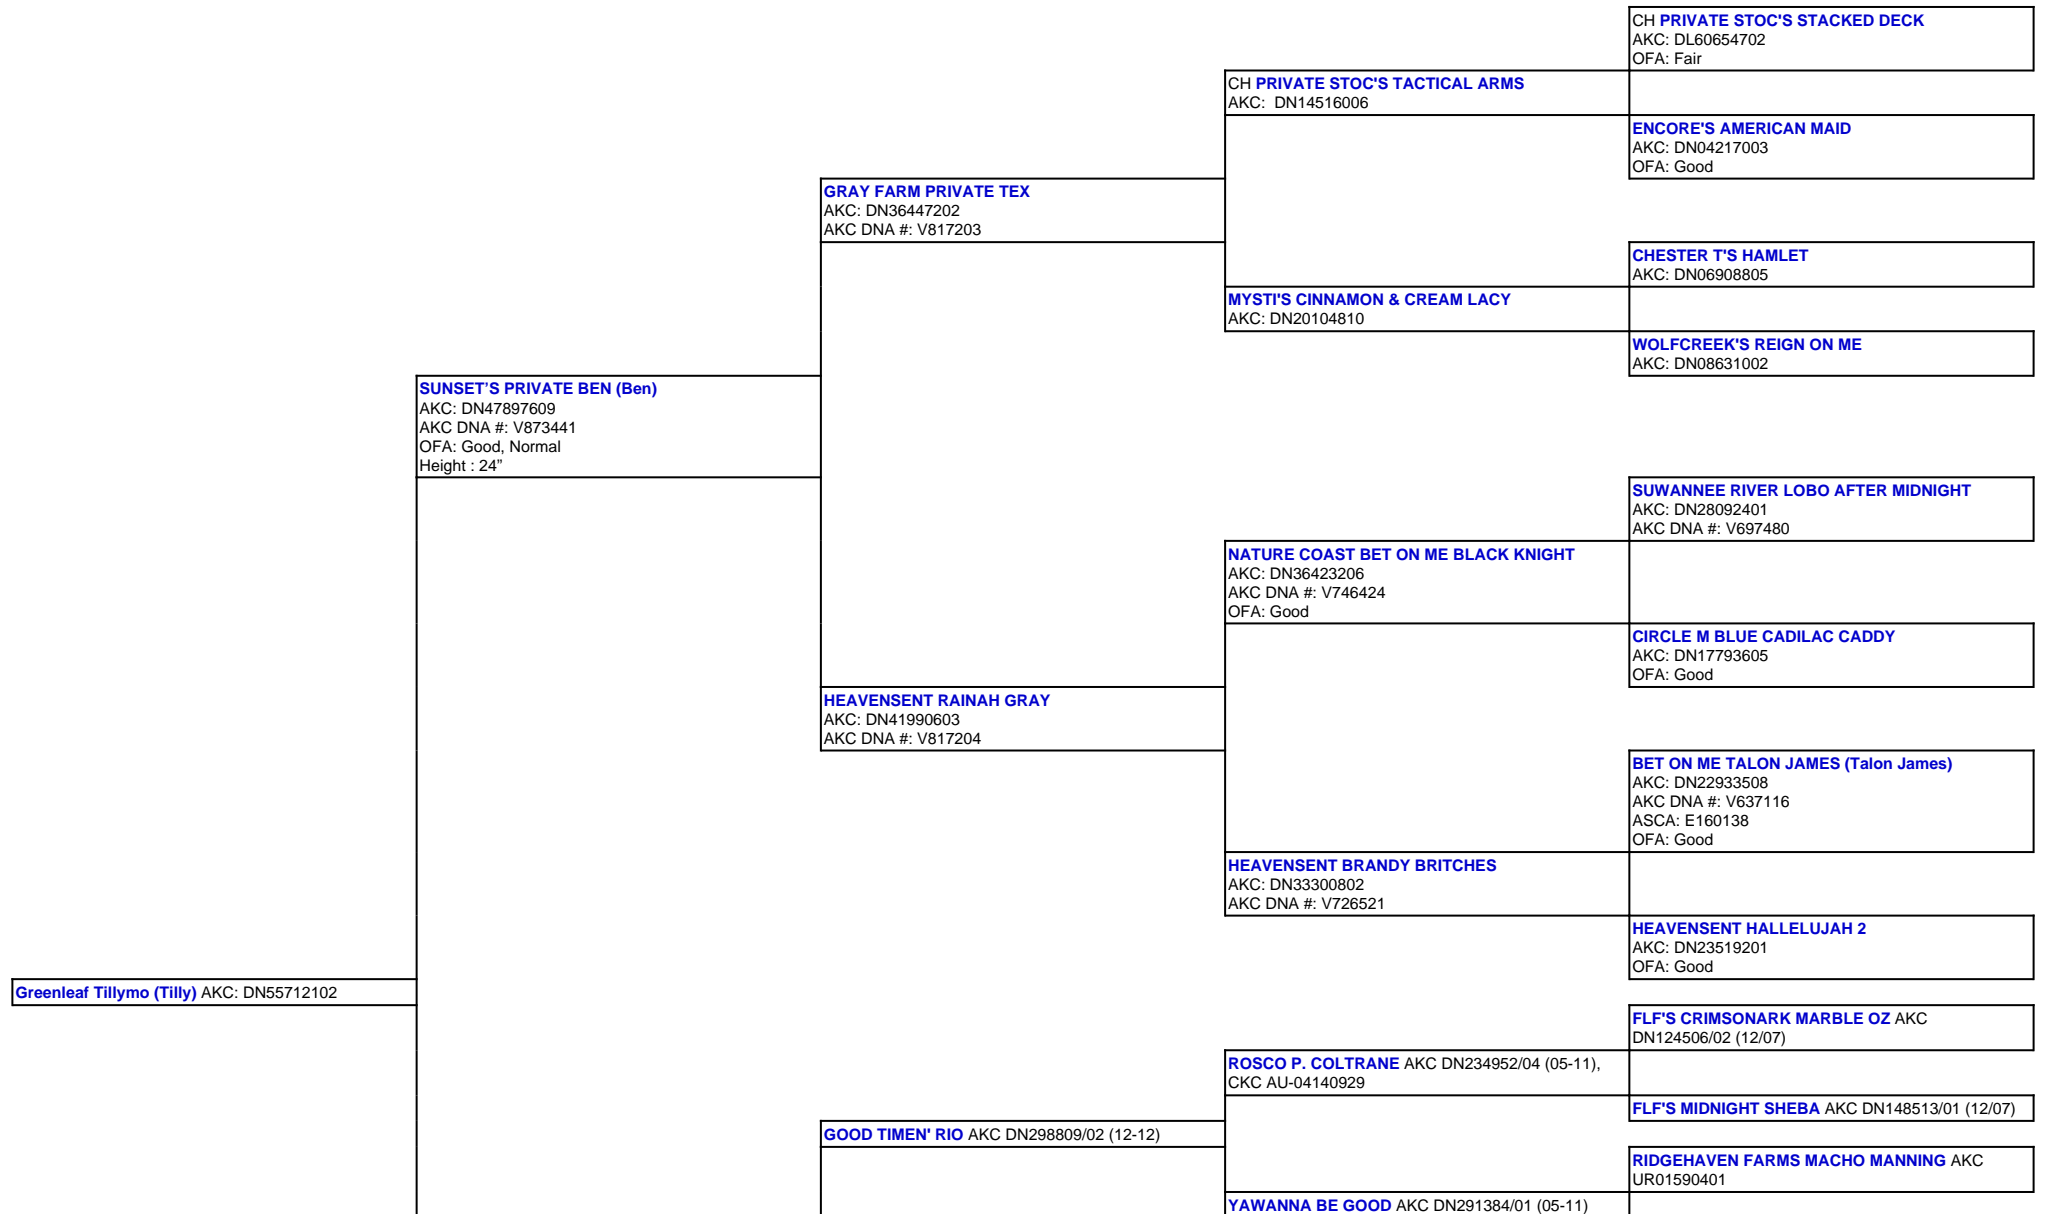 CH PRIVATE STOC'S STACKED DECK
AKC: DL60654702
OFA: Fair
CH PRIVATE STOC'S TACTICAL ARMS
AKC:  DN14516006
ENCORE'S AMERICAN MAID
AKC: DN04217003
OFA: Good
GRAY FARM PRIVATE TEX
AKC: DN36447202
AKC DNA #: V817203
CHESTER T'S HAMLET
AKC: DN06908805
MYSTI'S CINNAMON & CREAM LACY
AKC: DN20104810
WOLFCREEK'S REIGN ON ME
AKC: DN08631002
SUNSET’S PRIVATE BEN (Ben)
AKC: DN47897609
AKC DNA #: V873441
OFA: Good, Normal
Height : 24”
SUWANNEE RIVER LOBO AFTER MIDNIGHT
AKC: DN28092401
AKC DNA #: V697480
NATURE COAST BET ON ME BLACK KNIGHT
AKC: DN36423206
AKC DNA #: V746424
OFA: Good
CIRCLE M BLUE CADILAC CADDY
AKC: DN17793605
OFA: Good
HEAVENSENT RAINAH GRAY
AKC: DN41990603
AKC DNA #: V817204
BET ON ME TALON JAMES (Talon James)
AKC: DN22933508
AKC DNA #: V637116
ASCA: E160138
OFA: Good
HEAVENSENT BRANDY BRITCHES
AKC: DN33300802
AKC DNA #: V726521
HEAVENSENT HALLELUJAH 2
AKC: DN23519201
OFA: Good
Greenleaf Tillymo (Tilly) AKC: DN55712102
FLF'S CRIMSONARK MARBLE OZ AKC
DN124506/02 (12/07)
ROSCO P. COLTRANE AKC DN234952/04 (05-11),
CKC AU-04140929
FLF'S MIDNIGHT SHEBA AKC DN148513/01 (12/07)
GOOD TIMEN' RIO AKC DN298809/02 (12-12)
RIDGEHAVEN FARMS MACHO MANNING AKC
UR01590401
YAWANNA BE GOOD AKC DN291384/01 (05-11)